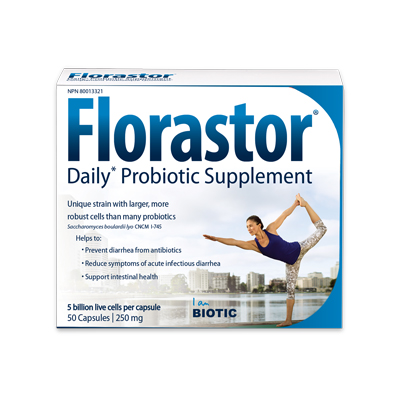 Florastor
NPN 80013321
Florastor®
Daily* Probiotic Supplement
Unique strain with larger, more
robust cells than many probiotics
Saccharomyces boulardii lyo CNCM I-745
Helps to:
• Prevent diarrhea from antibiotics
• Reduce symptoms of acute infectious diarrhea
• Support intestinal health
5 billion live cells per capsule
50 Capsules | 250 mg
I am
BIOTIC